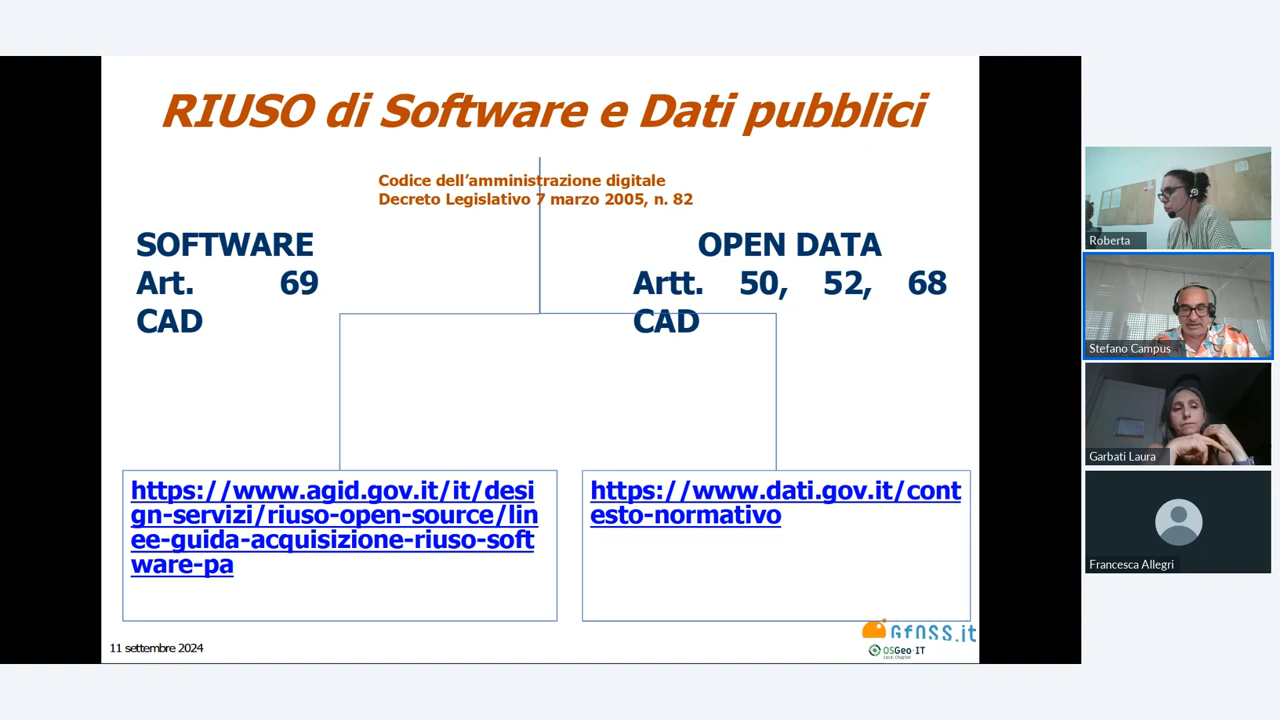 RIUSO di Software e Dati pubblici
Codice dell’amministrazione digitale
Decreto Legislativo 7 marzo 2005, n. 82
SOFTWARE
Art. 69
CAD
OPEN DATA
Artt. 50, 52, 68
CAD
https://www.agid.gov.it/it/desi
gn-servizi/riuso-open-source/lin
ee-guida-acquisizione-riuso-soft
ware-pa
https://www.dati.gov.it/cont
esto-normativo
11 settembre 2024
GFOSS.it
OSGeo·IT
Local Chapter
Roberta
Stefano Campus
Garbati Laura
Francesca Allegri